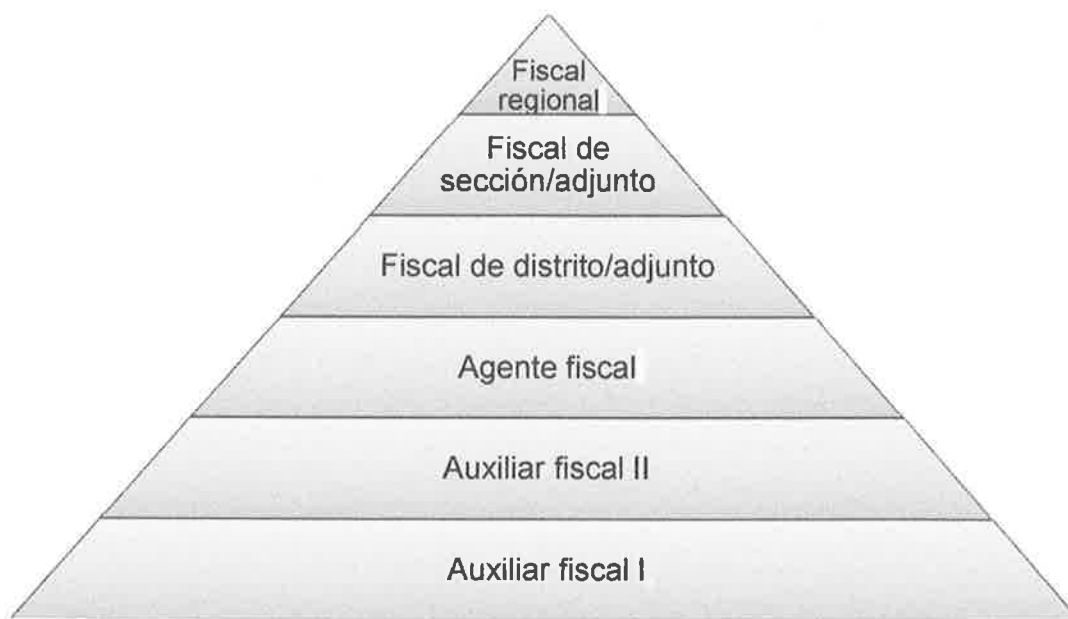 Fiscal
regional
Fiscal de
sección/adjunto
Fiscal de distrito/adjunto
Agente fiscal
Auxiliar fiscal II
Auxiliar fiscal I